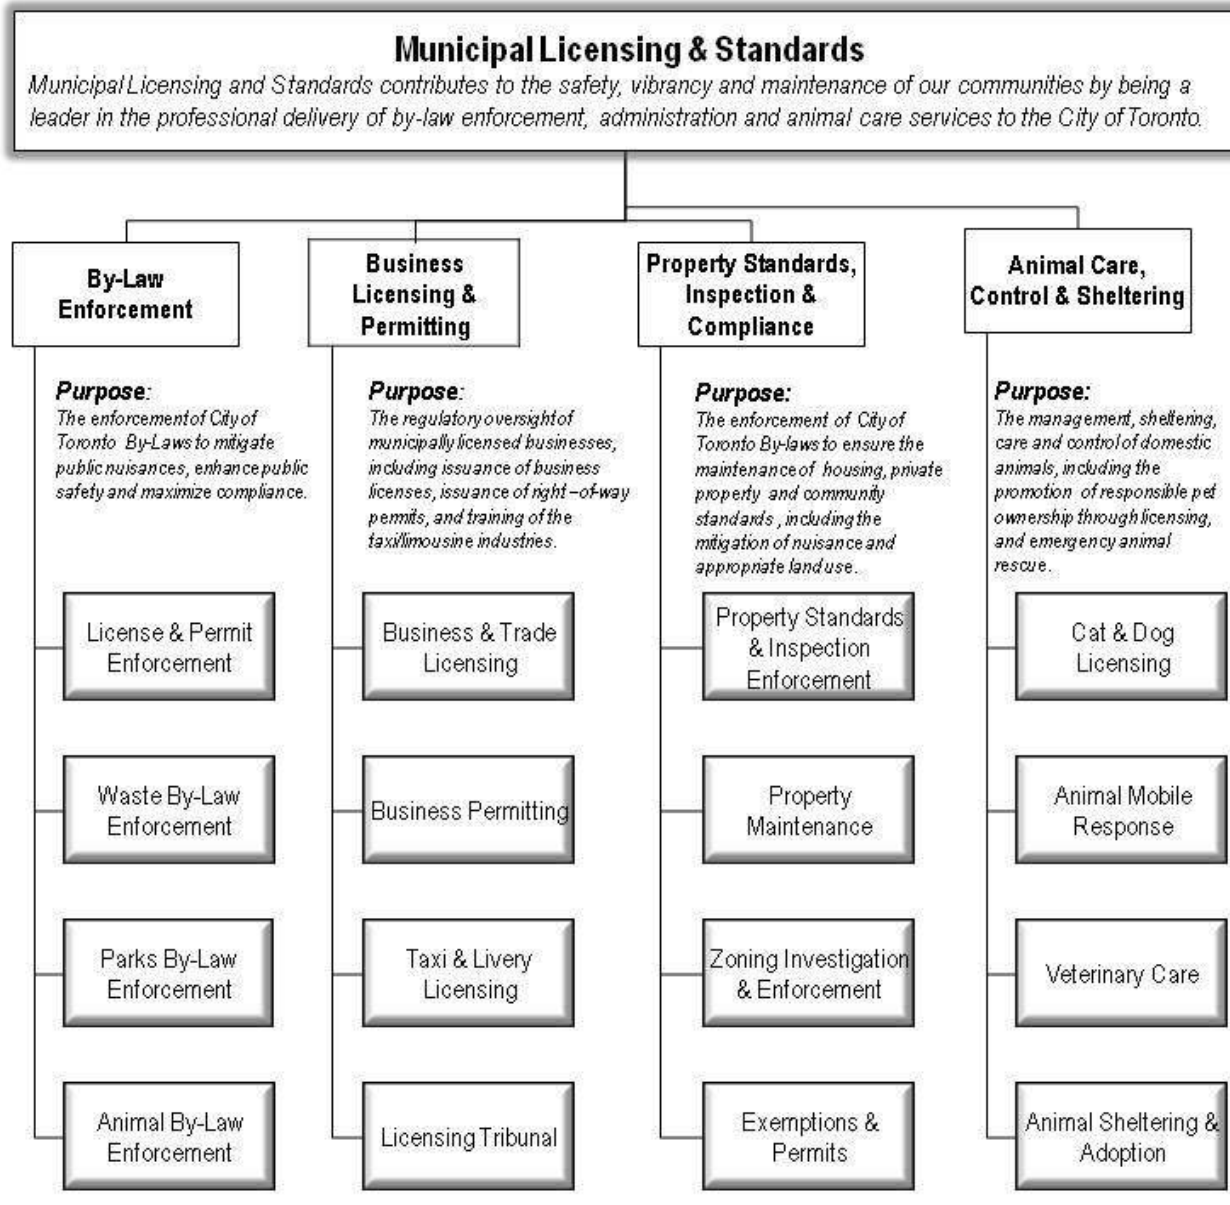 Municipal Licensing & Standards
Municipal Licensing and Standards contributes to the safety, vibrancy and maintenance of our communities by being a
leader in the professional delivery of by-law enforcement, administration and animal care services to the City of Toronto.
By-Law
Enforcement
Purpose:
The enforcement of City of
Toronto By-Laws to mitigate
public nuisances, enhance public
safety and maximize compliance.
License & Permit
Enforcement
Waste By-Law
Enforcement
Parks By-Law
Enforcement
Animal By-Law
Enforcement
Business
Licensing &
Permitting
Purpose:
The regulatory oversight of
municipally licensed businesses,
including issuance of business
licenses, issuance of right –of-way
permits, and training of the
taxi/limousine industries.
Business & Trade
Licensing
Business Permitting
Taxi & Livery
Licensing
Licensing Tribunal
Property Standards,
Inspection &
Compliance
Purpose:
The enforcement of City of
Toronto By-laws to ensure the
maintenance of housing, private
property and community
standards , including the
mitigation of nuisance and
appropriate land use.
Property Standards
& Inspection
Enforcement
Property
Maintenance
Zoning Investigation
& Enforcement
Exemptions &
Permits
Animal Care,
Control & Sheltering
Purpose:
The management, sheltering,
care and control of domestic
animals, including the
promotion of responsible pet
ownership through licensing,
and emergency animal
rescue.
Cat & Dog
Licensing
Animal Mobile
Response
Veterinary Care
Animal Sheltering &
Adoption